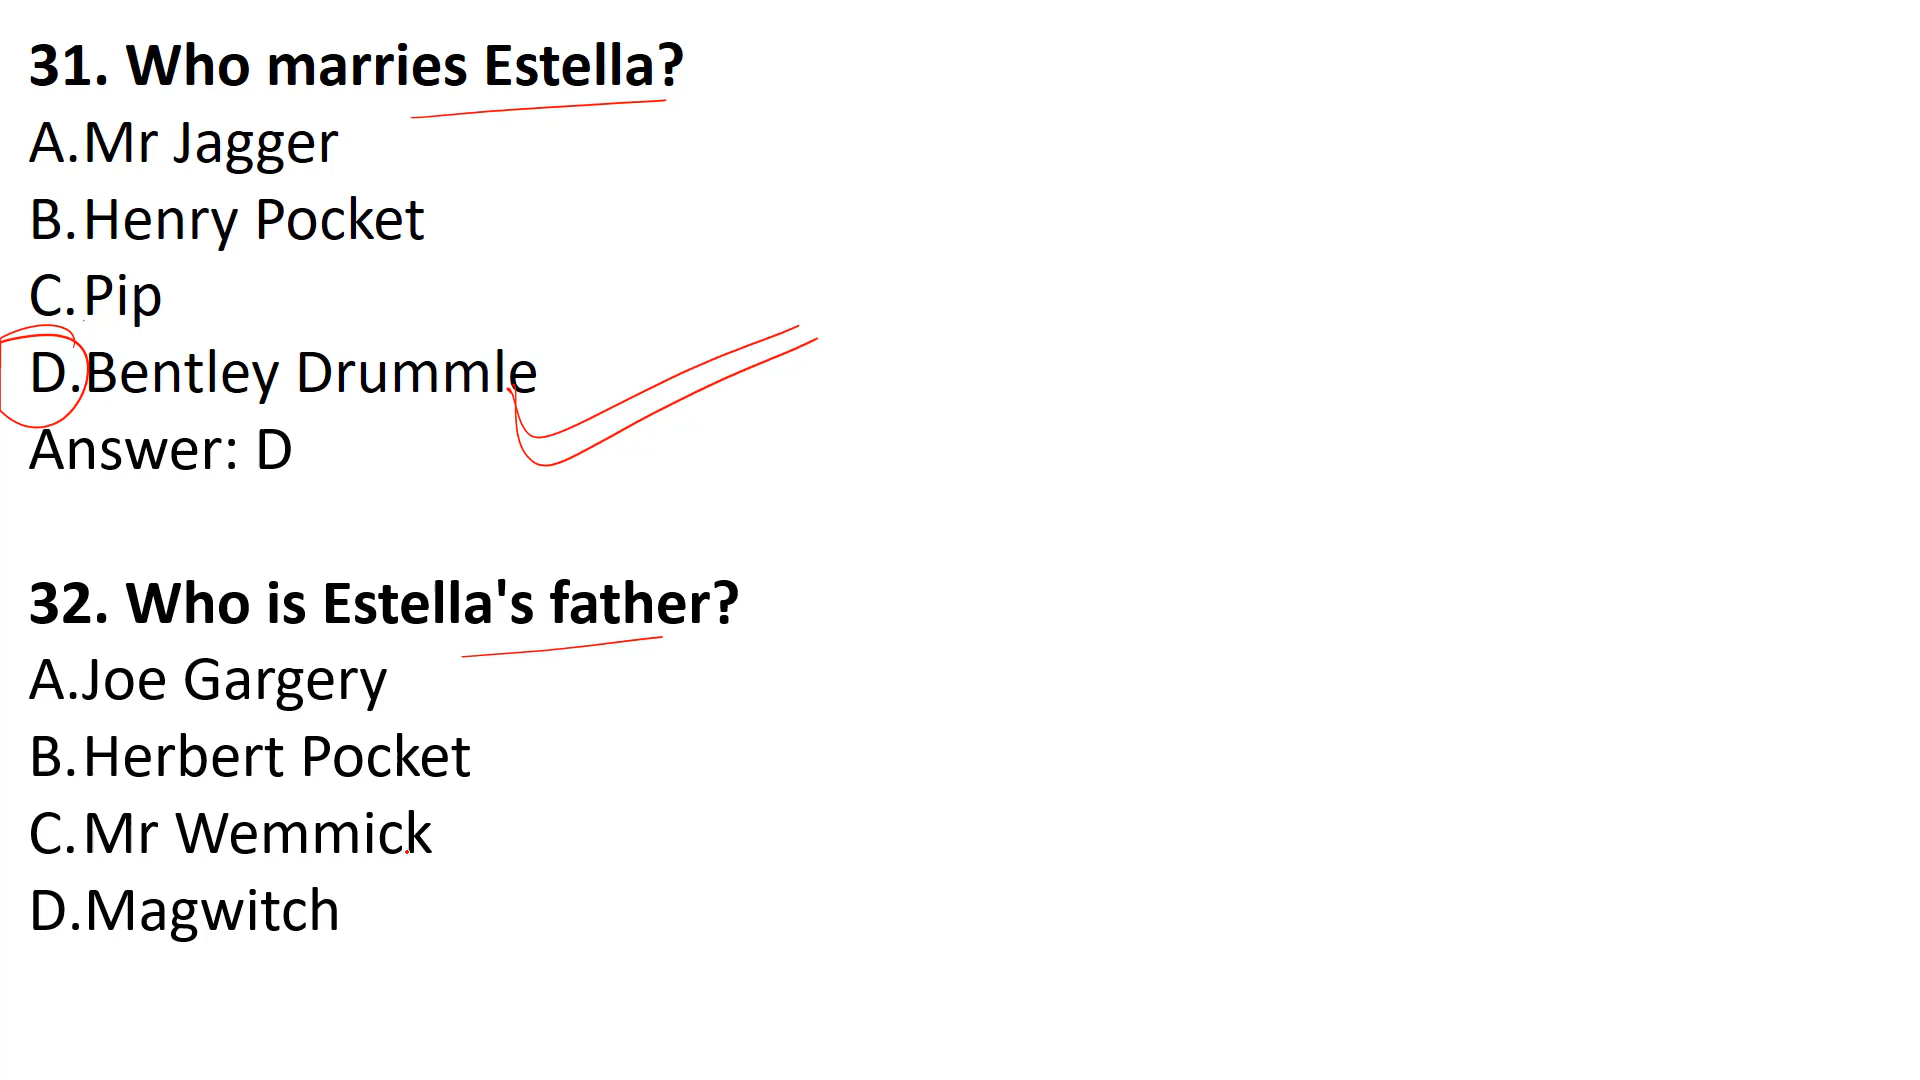 31. Who marries Estella?
A.Mr Jagger
B.Henry Pocket
C.Pip
D.Bentley Drummle
Answer: D
32. Who is Estella's father?
A.Joe Gargery
B.Herbert Pocket
C.Mr Wemmick
D.Magwitch